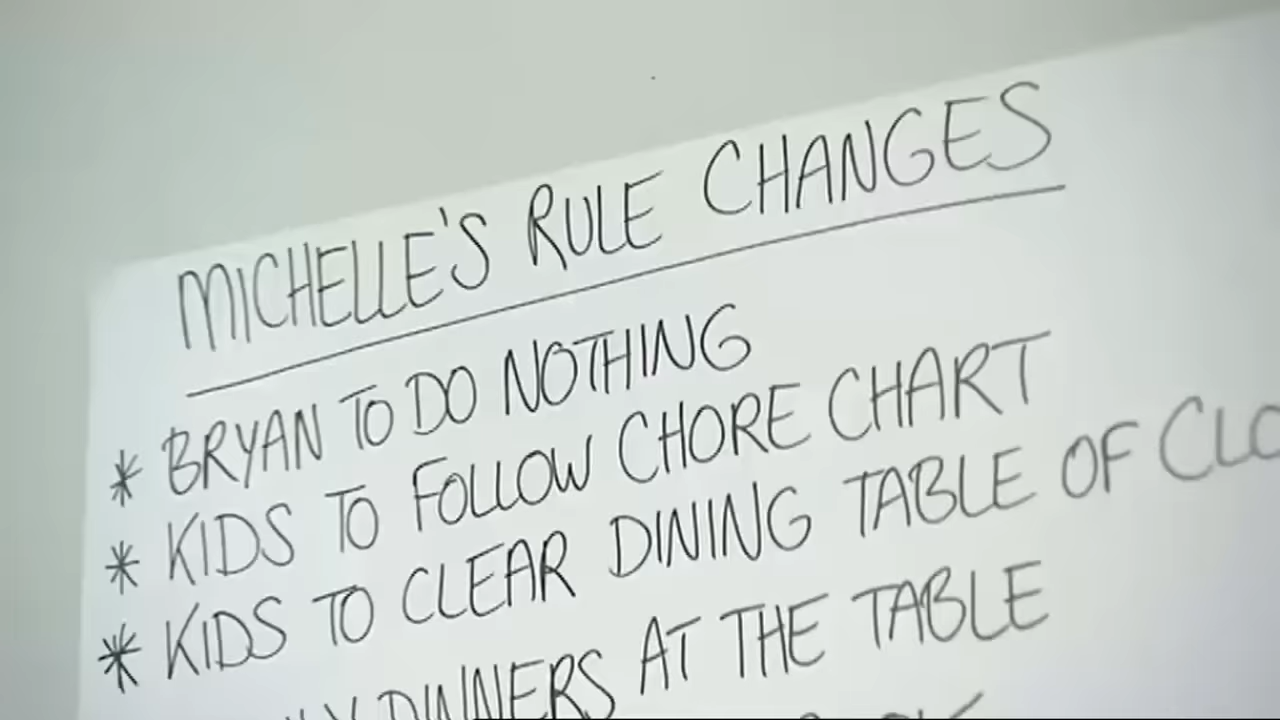 MICHELLE'S RULE CHANGES
* BRYAN TO DO NOTHING
* KIDS TO FOLLOW CHORE CHART
* KIDS TO CLEAR DINING TABLE OF CLO
DINNERS AT THE TABLE